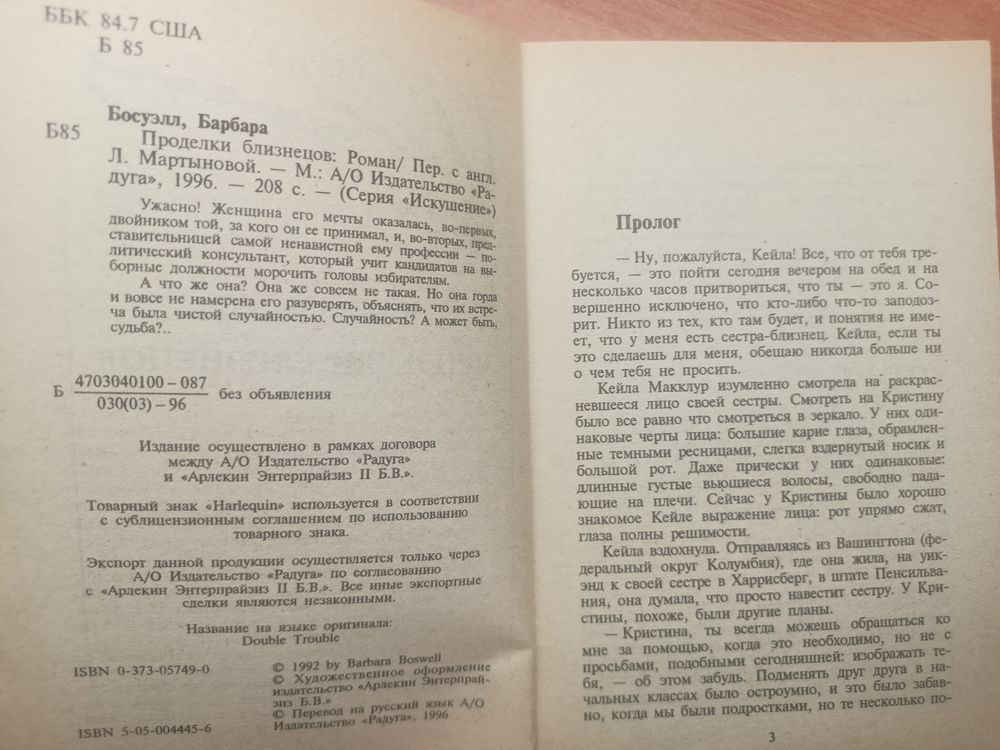 ББК 84.7 США
Б 85
Босуэлл, Барбара
Б85
Проделки близнецов: Роман/ Пер. с англ.
Л. Мартыновой. — М.: А/О Издательство «Ра-
дуга», 1996. — 208 с. — (Серия «Искушение»)
Ужасно! Женщина его мечты оказалась, во-первых,
двойником той, за кого он ее принимал, и, во-вторых, пред-
ставительницей самой ненавистной ему профессии — по-
литический консультант, который учит кандидатов на вы-
борные должности морочить головы избирателям.
А что же она? Она же совсем не такая. Но она горда
и вовсе не намерена его разуверять, объяснять, что их встре-
ча была чистой случайностью. Случайность? А может быть,
судьба?..
Б 4703040100 – 087
030(03) – 96
без объявления
Издание осуществлено в рамках договора
между А/О Издательство «Радуга»
и «Арлекин Энтерпрайзиз II Б.В.».
Товарный знак «Harlequin» используется в соответствии
с сублицензионным соглашением по использованию
товарного знака.
Экспорт данной продукции осуществляется только через
А/О Издательство «Радуга» по согласованию
с «Арлекин Энтерпрайзиз II Б.В.». Все иные экспортные
сделки являются незаконными.
Название на языке оригинала:
Double Trouble
ISBN 0-373-05749-0
© 1992 by Barbara Boswell
© Художественное оформление
издательство «Арлекин Энтерпрай-
зиз Б.В.»
© Перевод на русский язык А/О
Издательство «Радуга», 1996
ISBN 5-05-004445-6
Пролог
— Ну, пожалуйста, Кейла! Все, что от тебя тре-
буется, — это пойти сегодня вечером на обед и на
несколько часов притвориться, что ты — это я. Со-
вершенно исключено, что кто-либо что-то заподоз-
рит. Никто из тех, кто там будет, и понятия не име-
ет, что у меня есть сестра-близнец. Кейла, если ты
это сделаешь для меня, обещаю никогда больше ни
о чем тебя не просить.
Кейла Макклур изумленно смотрела на раскрас-
невшееся лицо своей сестры. Смотреть на Кристину
было все равно что смотреться в зеркало. У них оди-
наковые черты лица: большие карие глаза, обрамлен-
ные темными ресницами, слегка вздернутый носик и
большой рот. Даже прически у них одинаковые:
длинные густые вьющиеся волосы, свободно пада-
ющие на плечи. Сейчас у Кристины было хорошо
знакомое Кейле выражение лица: рот упрямо сжат,
глаза полны решимости.
Кейла вздохнула. Отправляясь из Вашингтона (фе-
деральный округ Колумбия), где она жила, на уик-
энд к своей сестре в Харрисберг, в штате Пенсильва-
ния, она думала, что просто навестит сестру. У Кри-
стины, похоже, были другие планы.
— Кристина, ты всегда можешь обращаться ко
мне за помощью, когда это необходимо, но не с
просьбами, подобными сегодняшней: изображать те-
бя, — об этом забудь. Подменять друг друга в на-
чальных классах было остроумно, и это было забав-
но, когда мы были подростками, но те несколько по-
3